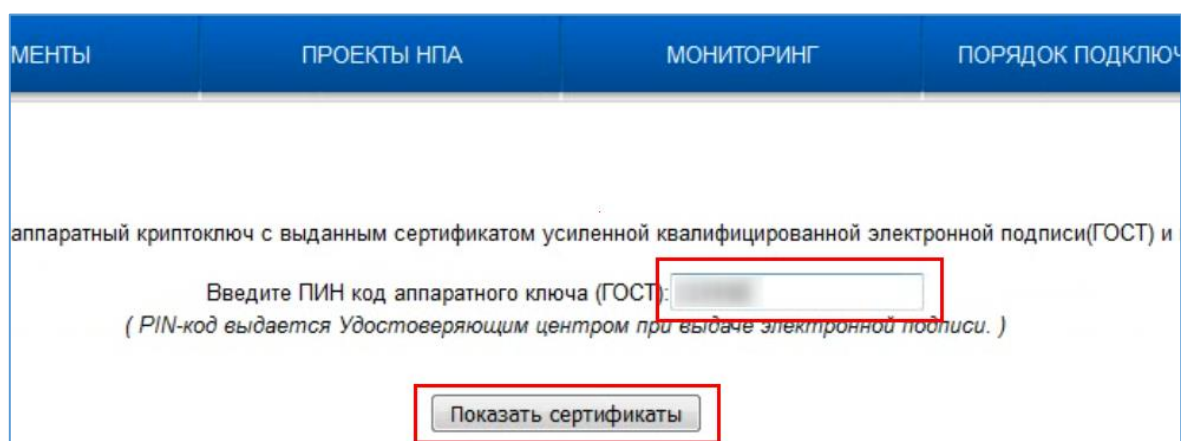 МЕНТЫ ПРОЕКТЫ НПА МОНИТОРИНГ ПОРЯДОК ПОДКЛЮЧ
аппаратный криптоключ с выданным сертификатом усиленной квалифицированной электронной подписи(ГОСТ) и
Введите ПИН код аппаратного ключа (ГОСТ):
( PIN-код выдается Удостоверяющим центром при выдаче электронной подписи. )
Показать сертификаты